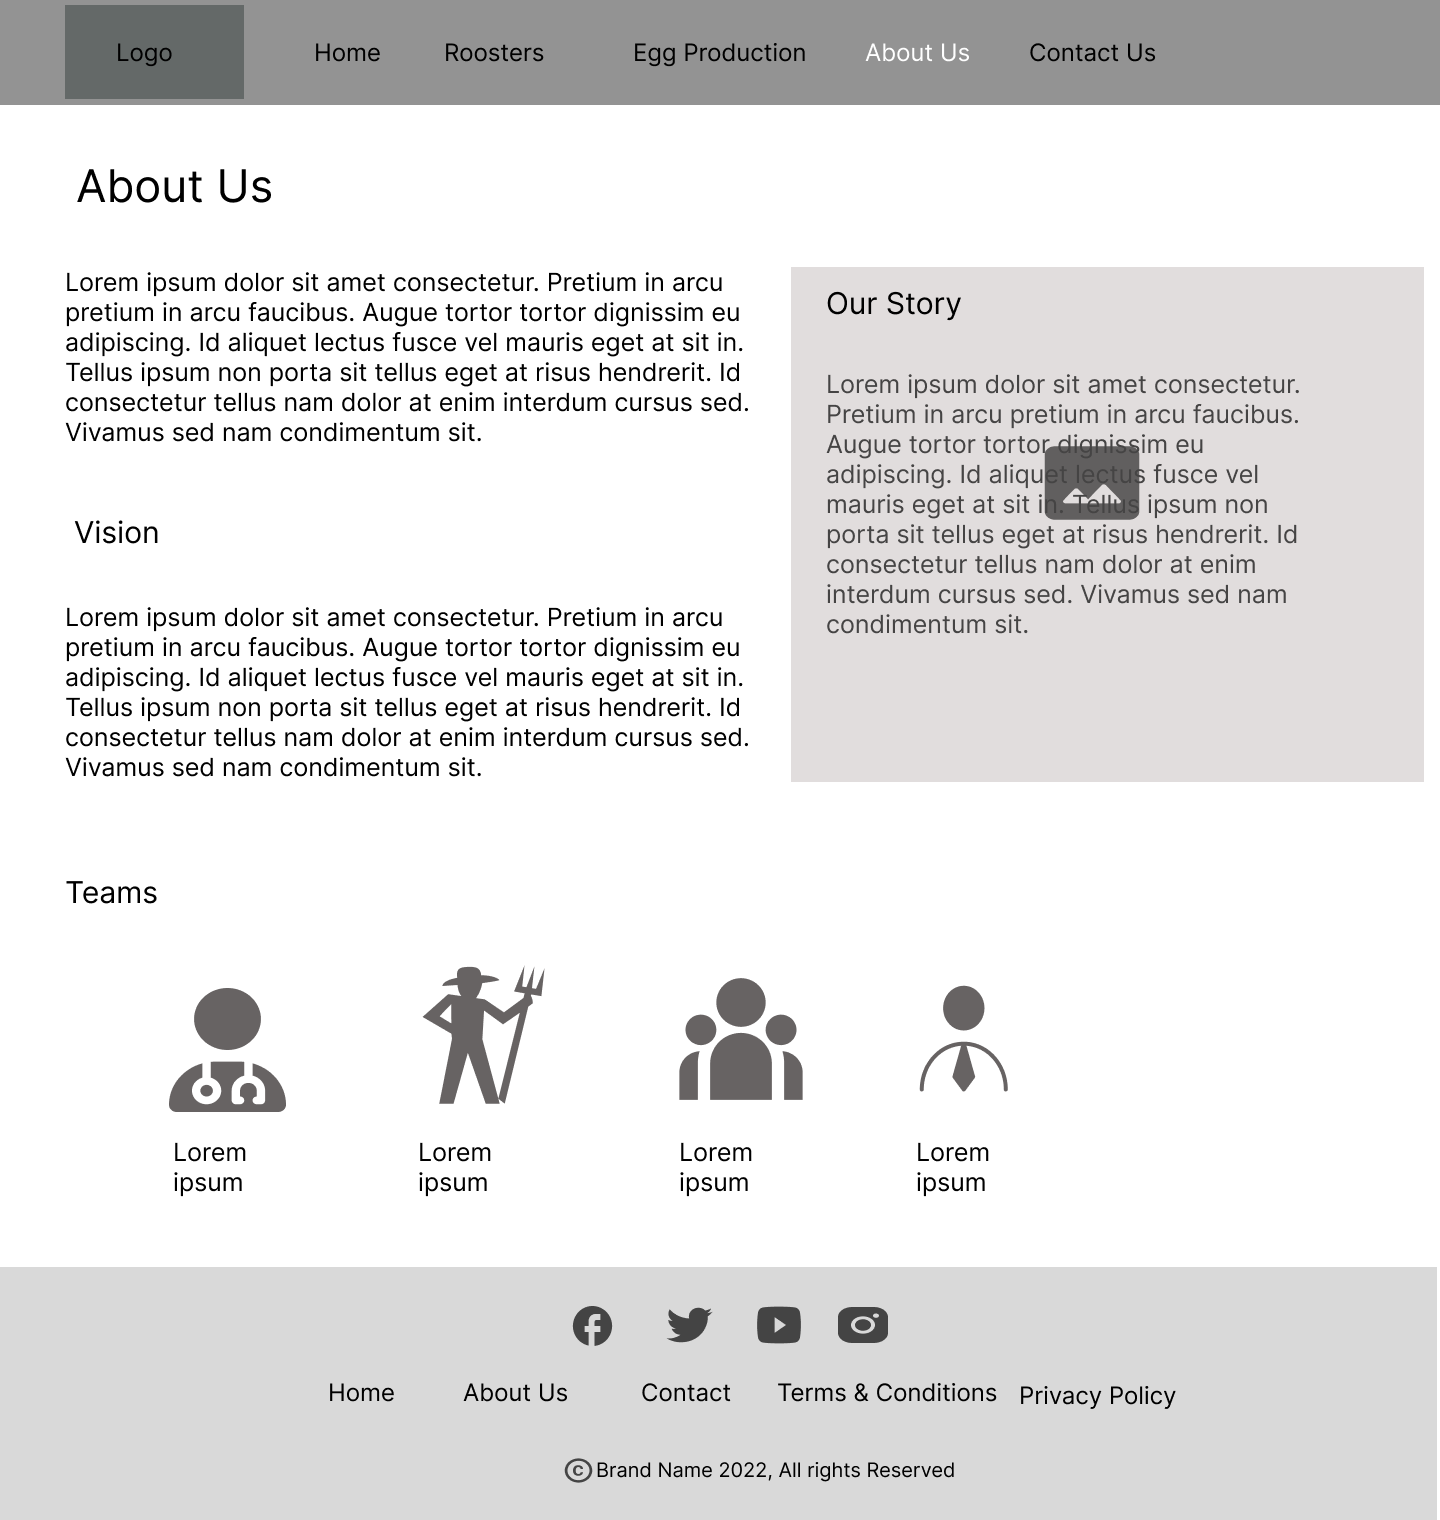 Logo
Home
Roosters
Egg Production
About Us
Contact Us
About Us
Lorem ipsum dolor sit amet consectetur. Pretium in arcu
pretium in arcu faucibus. Augue tortor tortor dignissim eu
adipiscing. Id aliquet lectus fusce vel mauris eget at sit in.
Tellus ipsum non porta sit tellus eget at risus hendrerit. Id
consectetur tellus nam dolor at enim interdum cursus sed.
Vivamus sed nam condimentum sit.
Vision
Lorem ipsum dolor sit amet consectetur. Pretium in arcu
pretium in arcu faucibus. Augue tortor tortor dignissim eu
adipiscing. Id aliquet lectus fusce vel mauris eget at sit in.
Tellus ipsum non porta sit tellus eget at risus hendrerit. Id
consectetur tellus nam dolor at enim interdum cursus sed.
Vivamus sed nam condimentum sit.
Our Story
Lorem ipsum dolor sit amet consectetur.
Pretium in arcu pretium in arcu faucibus.
Augue tortor tortor dignissim eu
adipiscing. Id aliquet lectus fusce vel
mauris eget at sit in. Tellus ipsum non
porta sit tellus eget at risus hendrerit. Id
consectetur tellus nam dolor at enim
interdum cursus sed. Vivamus sed nam
condimentum sit.
Teams
Lorem
ipsum
Lorem
ipsum
Lorem
ipsum
Lorem
ipsum
Home
About Us
Contact
Terms & Conditions
Privacy Policy
© Brand Name 2022, All rights Reserved